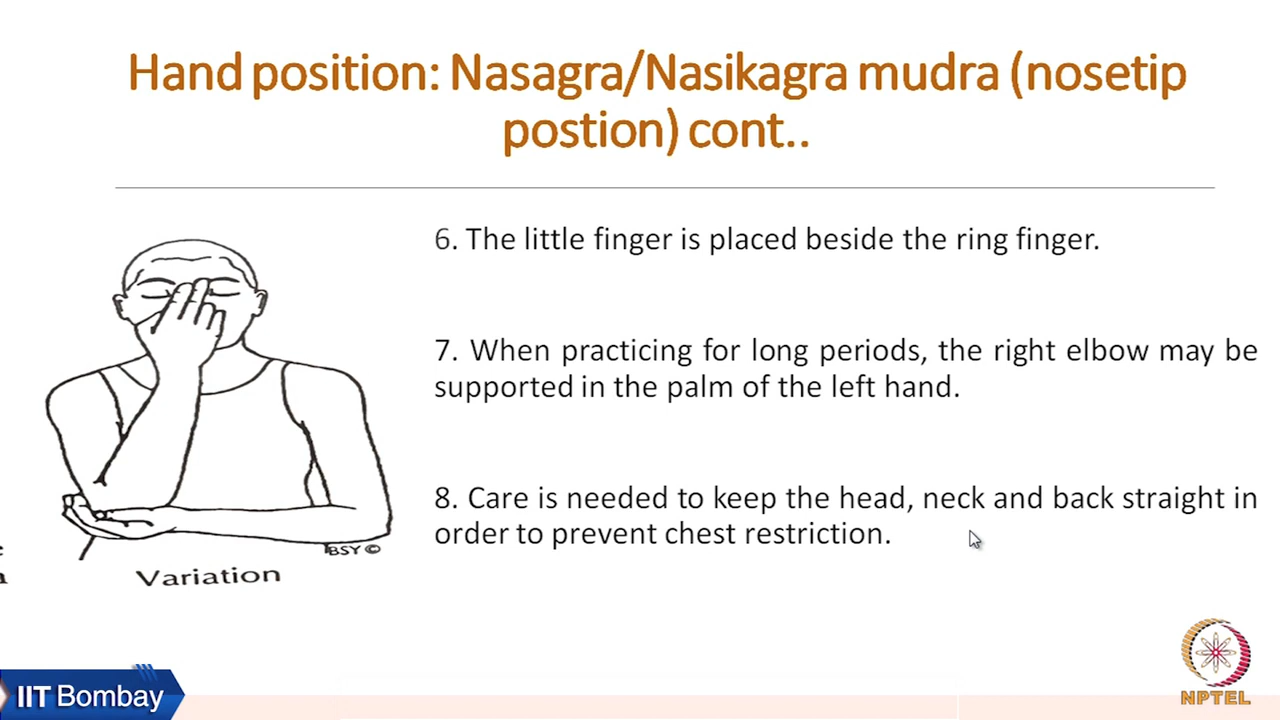 Hand position: Nasagra/Nasikagra mudra (nosetip
postion) cont..
6. The little finger is placed beside the ring finger.
7. When practicing for long periods, the right elbow may be
supported in the palm of the left hand.
8. Care is needed to keep the head, neck and back straight in
order to prevent chest restriction.
BSY ©
Variation
IIT Bombay
NPTEL